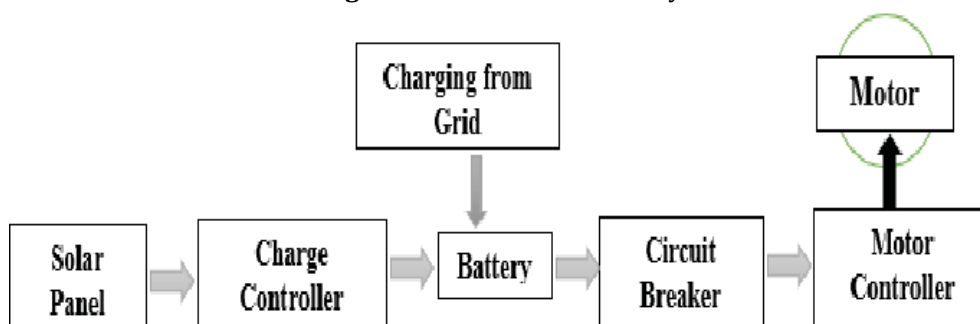 Charging from
Grid
Motor
Solar
Panel
Charge
Controller
Battery
Circuit
Breaker
Motor
Controller